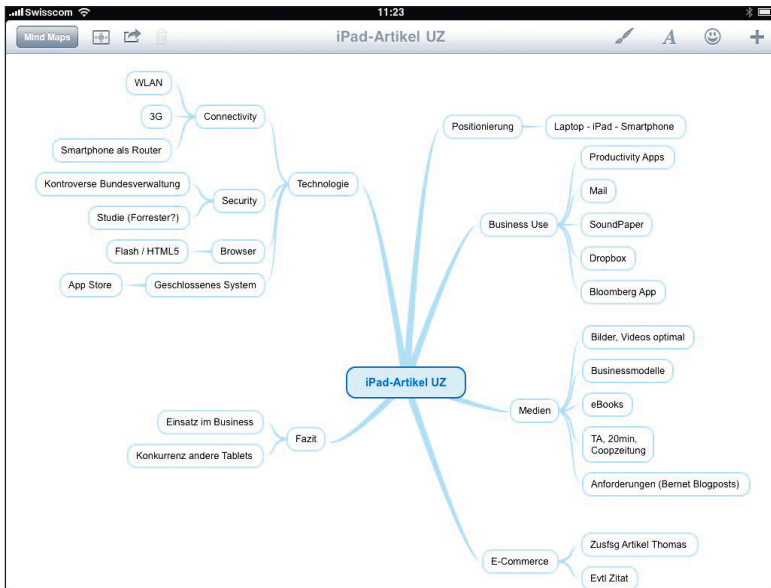 Swisscom
11:23
Mind Maps
iPad-Artikel UZ
A
WLAN
3G
Smartphone als Router
Connectivity
Kontroverse Bundesverwaltung
Studie (Forrester?)
Security
Flash / HTML5
Browser
App Store
Geschlossenes System
Technologie
Positionierung
Laptop - iPad - Smartphone
Business Use
Productivity Apps
Mail
SoundPaper
Dropbox
Bloomberg App
iPad-Artikel UZ
Medien
Bilder, Videos optimal
Businessmodelle
eBooks
TA, 20min,
Coopzeitung
Anforderungen (Bernet Blogposts)
Einsatz im Business
Konkurrenz andere Tablets
Fazit
E-Commerce
Zusfsg Artikel Thomas
Evtl Zitat